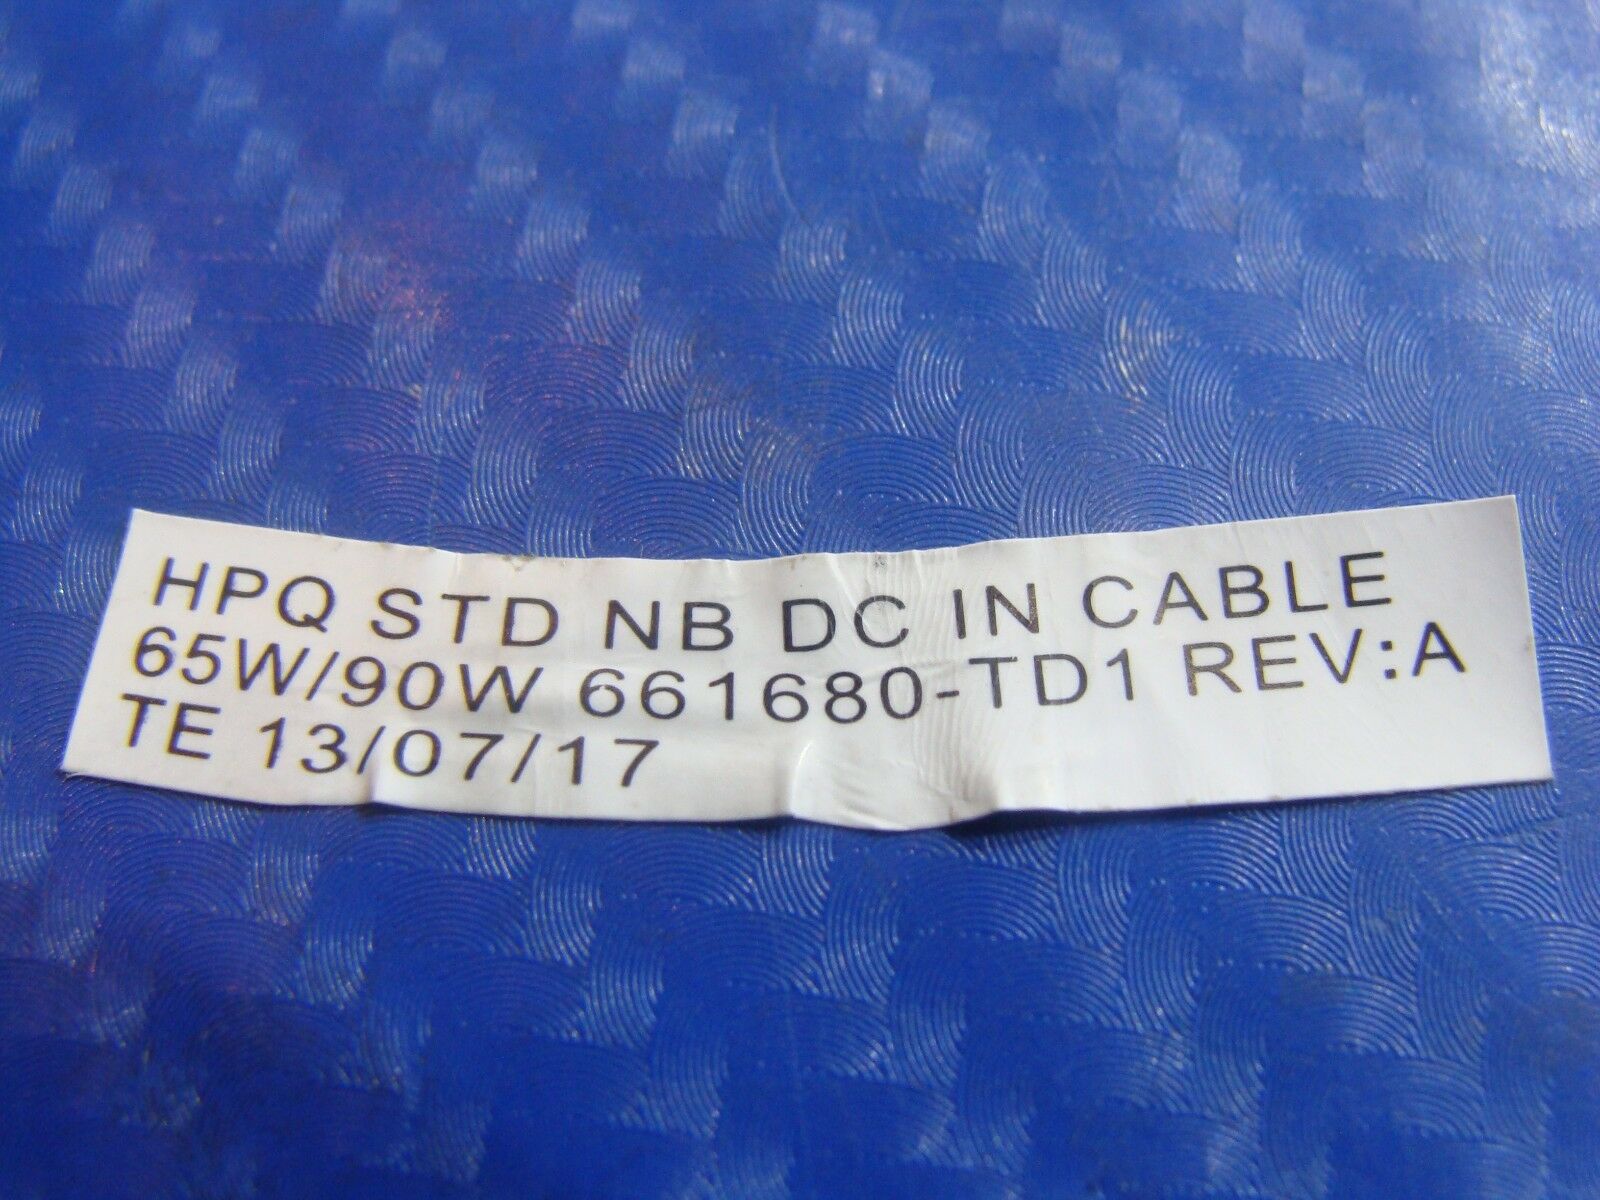 HPQ STD NB DC IN CABLE
65W/90W 661680-TD1 REV:A
TE 13/07/17